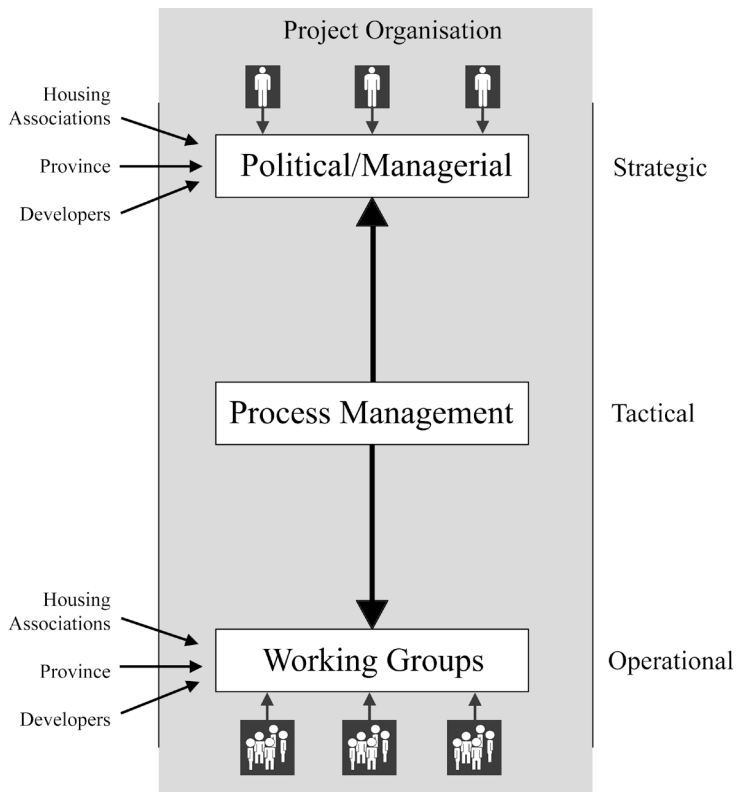 Project Organisation
Housing
Associations
Province
Developers
Political/Managerial
Strategic
Process Management
Tactical
Housing
Associations
Province
Developers
Working Groups
Operational